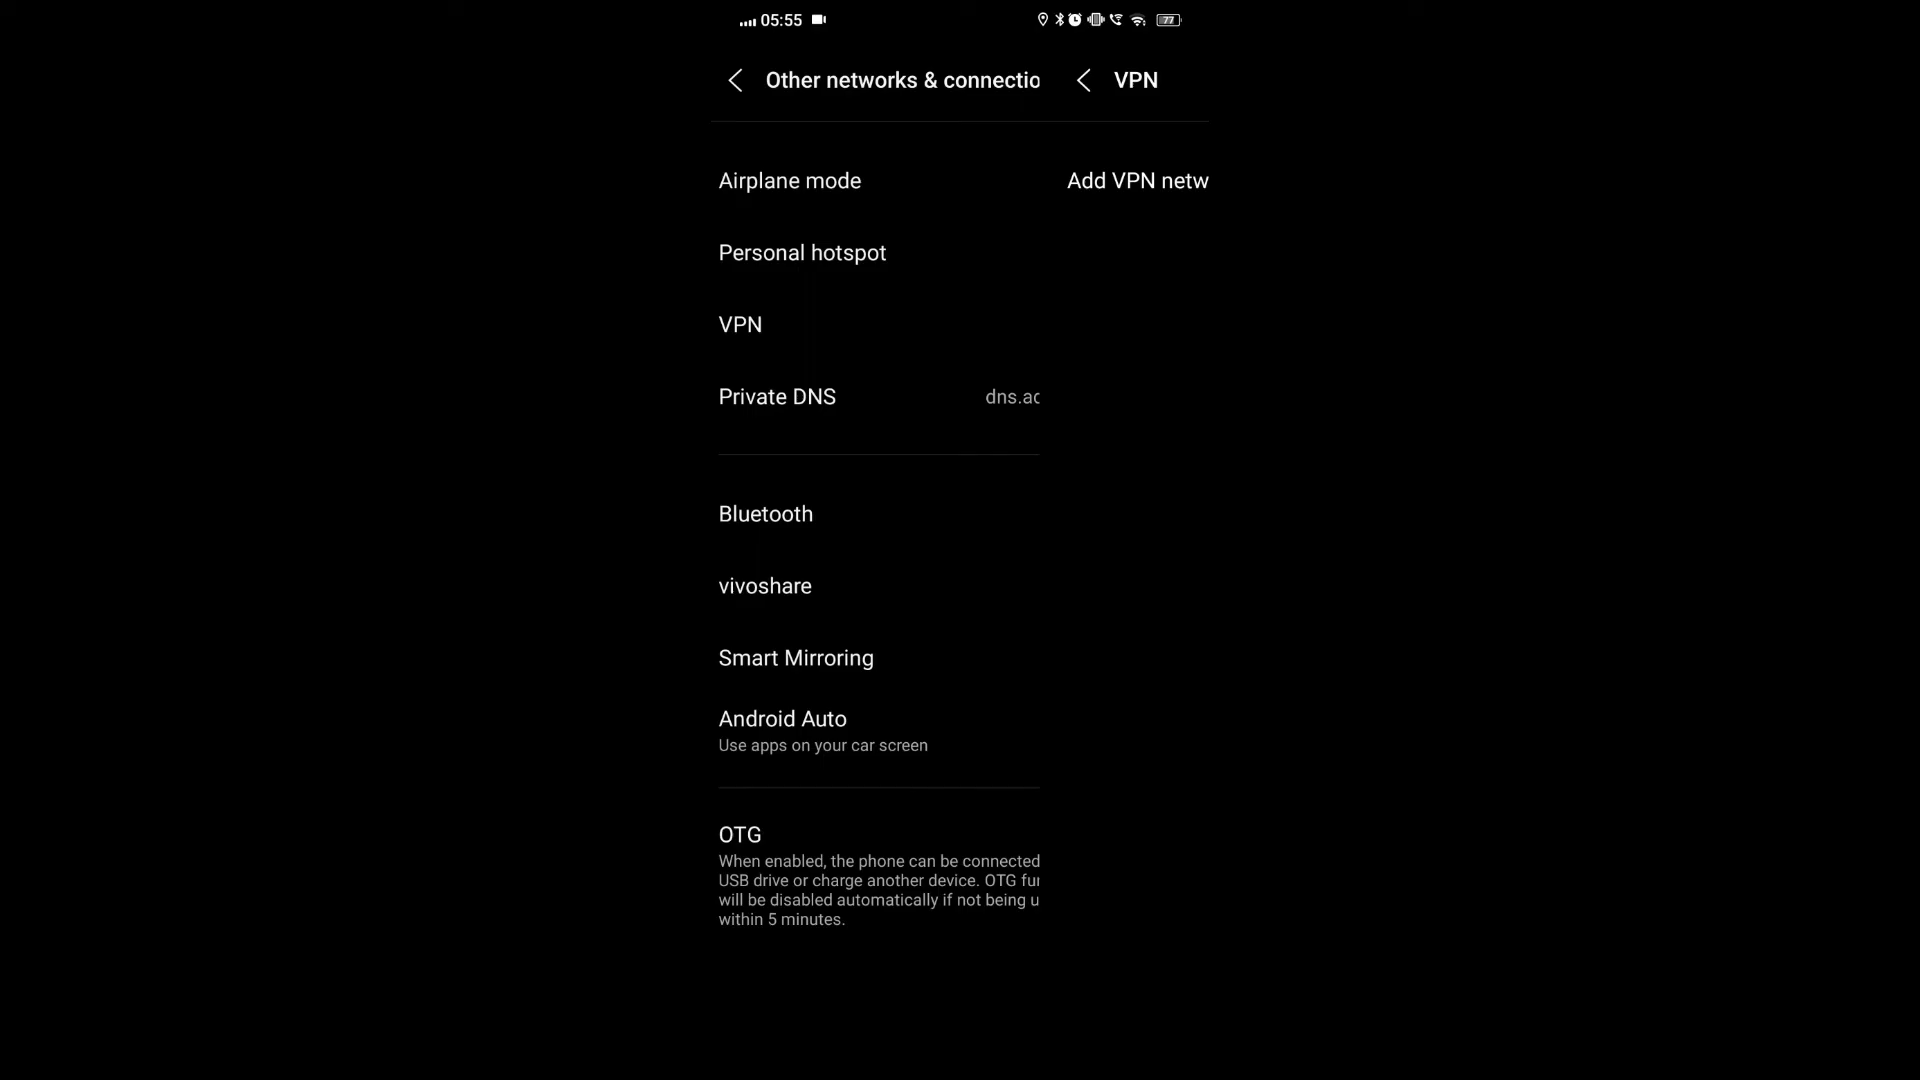 05:55
77
Other networks & connectio
VPN
Airplane mode
Add VPN netw
Personal hotspot
VPN
Private DNS
dns.ad
Bluetooth
vivoshare
Smart Mirroring
Android Auto
Use apps on your car screen
OTG
When enabled, the phone can be connected
USB drive or charge another device. OTG fu
will be disabled automatically if not being u
within 5 minutes.